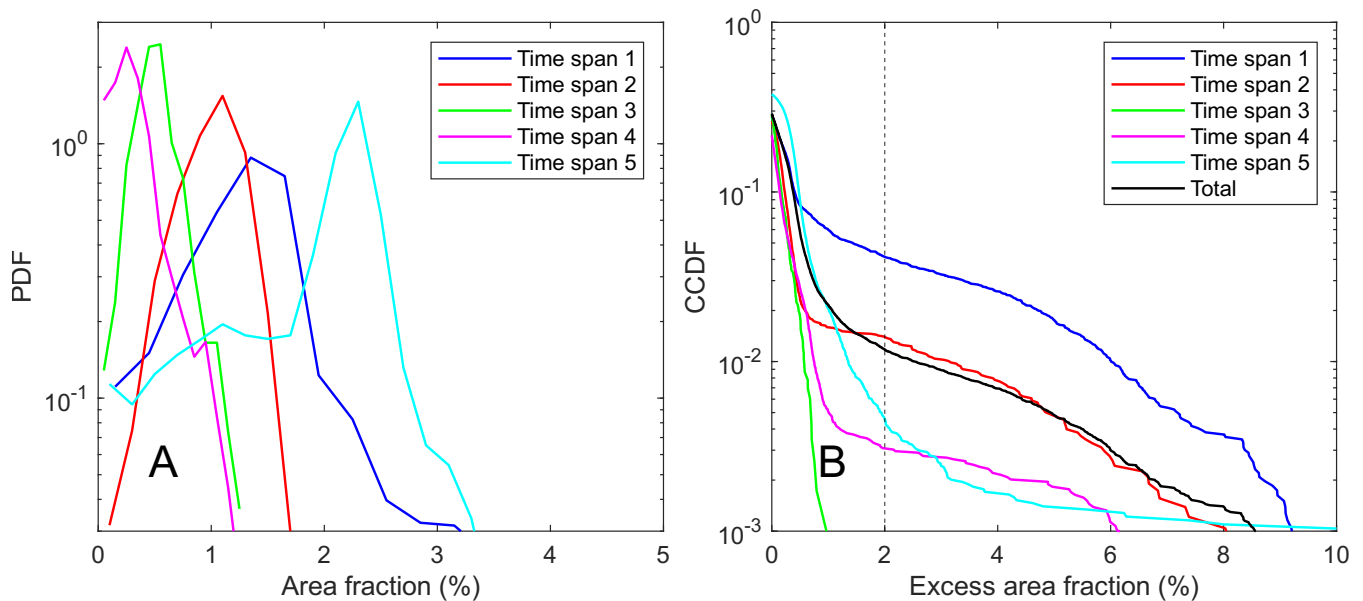 PDF
10^0
10^-1
Time span 1
Time span 2
Time span 3
Time span 4
Time span 5
A
0 1 2 3 4 5
Area fraction (%)
CCDF
10^0
10^-1
10^-2
10^-3
Time span 1
Time span 2
Time span 3
Time span 4
Time span 5
Total
B
0 2 4 6 8 10
Excess area fraction (%)